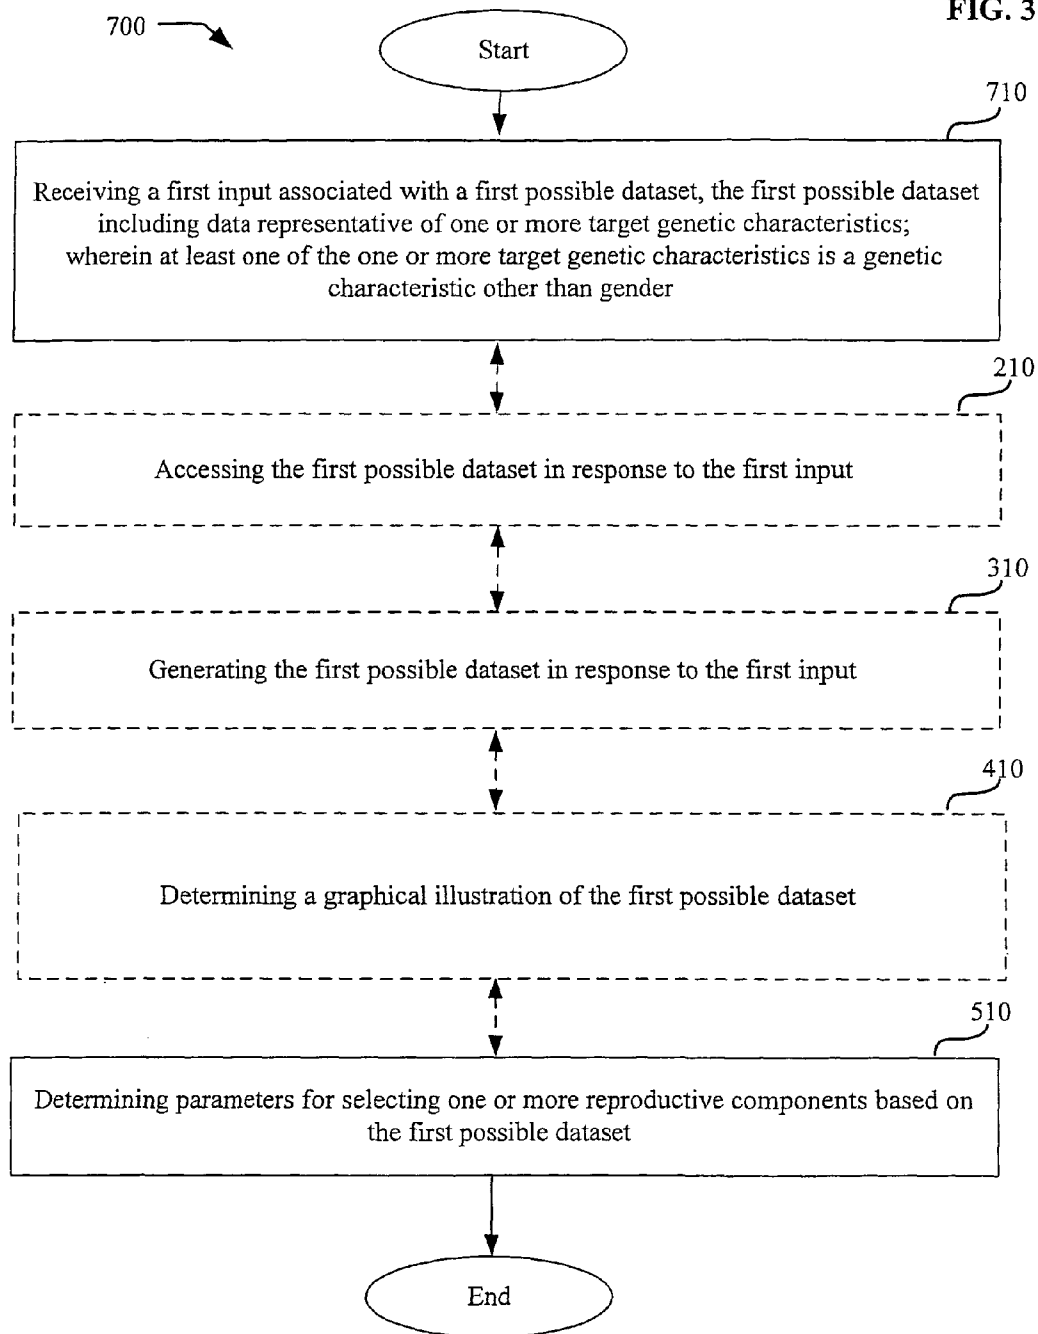 FIG. 3
700
Start
710
Receiving a first input associated with a first possible dataset, the first possible dataset
including data representative of one or more target genetic characteristics;
wherein at least one of the one or more target genetic characteristics is a genetic
characteristic other than gender
210
Accessing the first possible dataset in response to the first input
310
Generating the first possible dataset in response to the first input
410
Determining a graphical illustration of the first possible dataset
510
Determining parameters for selecting one or more reproductive components based on
the first possible dataset
End